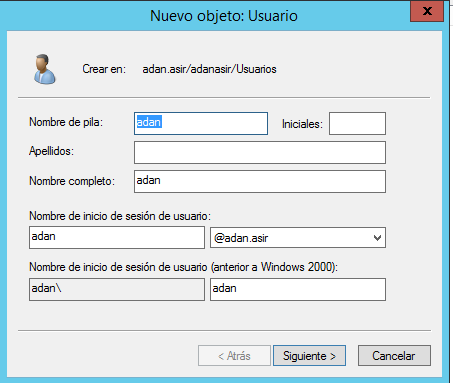 Nuevo objeto: Usuario
x
Crear en: adan.asir/adanasir/Usuarios
Nombre de pila: adan Iniciales:
Apellidos:
Nombre completo: adan
Nombre de inicio de sesión de usuario:
adan @adan.asir
Nombre de inicio de sesión de usuario (anterior a Windows 2000):
adan\ adan
< Atrás Siguiente > Cancelar